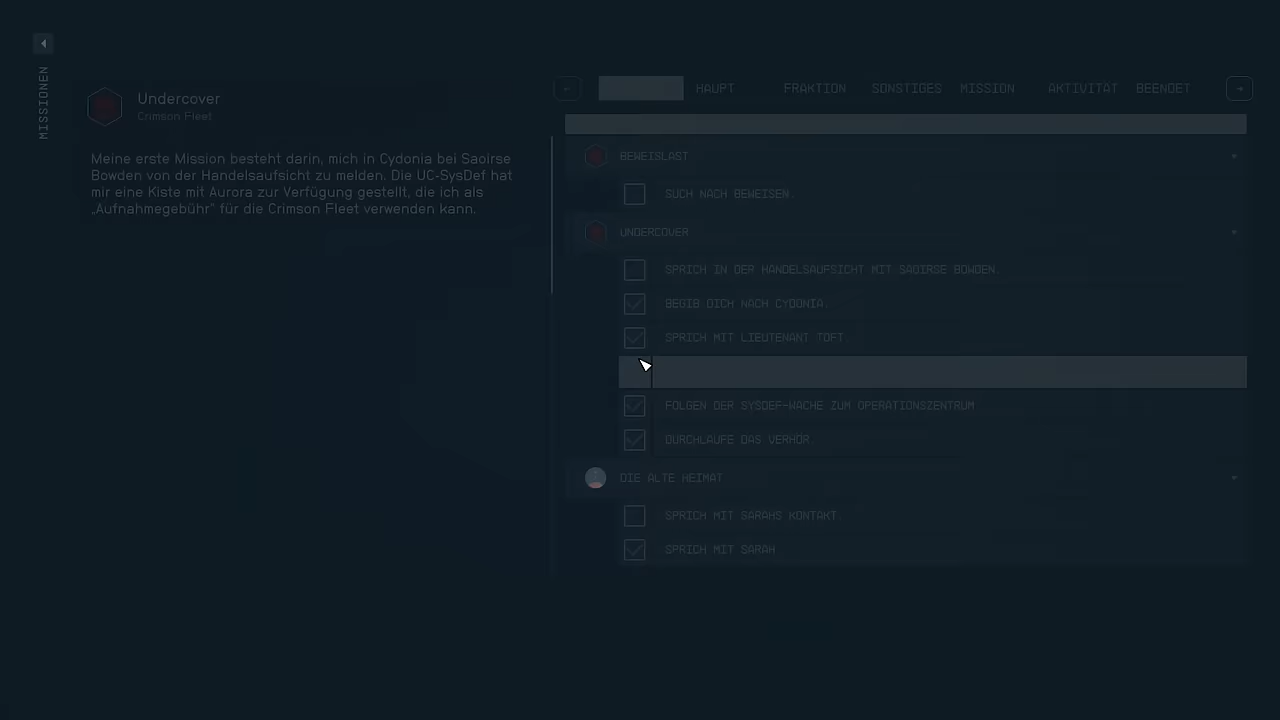 MISSIONEN
Undercover
Crimson Fleet
Meine erste Mission besteht darin, mich in Cydonia bei Saoirse
Bowden von der Handelsaufsicht zu melden. Die UC-SysDef hat
mir eine Kiste mit Aurora zur Verfügung gestellt, die ich als
„Aufnahmegebühr“ für die Crimson Fleet verwenden kann.
HAUPT FRAKTION SONSTIGES MISSION AKTIVITÄT BEENDET
BEWEISLAST
SUCH NACH BEWEISEN.
UNDERCOVER
SPRICH IN DER HANDELSAUFSICHT MIT SAOIRSE BOWDEN.
BEGIB DICH NACH CYDONIA.
SPRICH MIT LIEUTENANT TOFT
FOLGEN DER SYSDEF-WACHE ZUM OPERATIONSZENTRUM
DURCHLAUFE DAS VERHÖR.
DIE ALTE HEIMAT
SPRICH MIT SARAHS KONTAKT.
SPRICH MIT SARAH